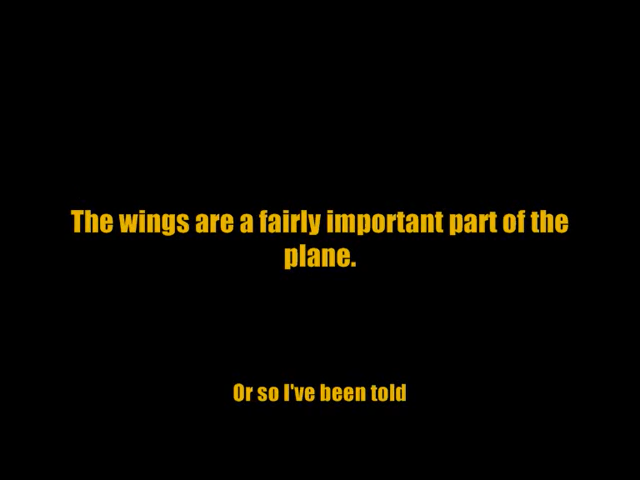 The wings are a fairly important part of the
plane.
Or so I've been told